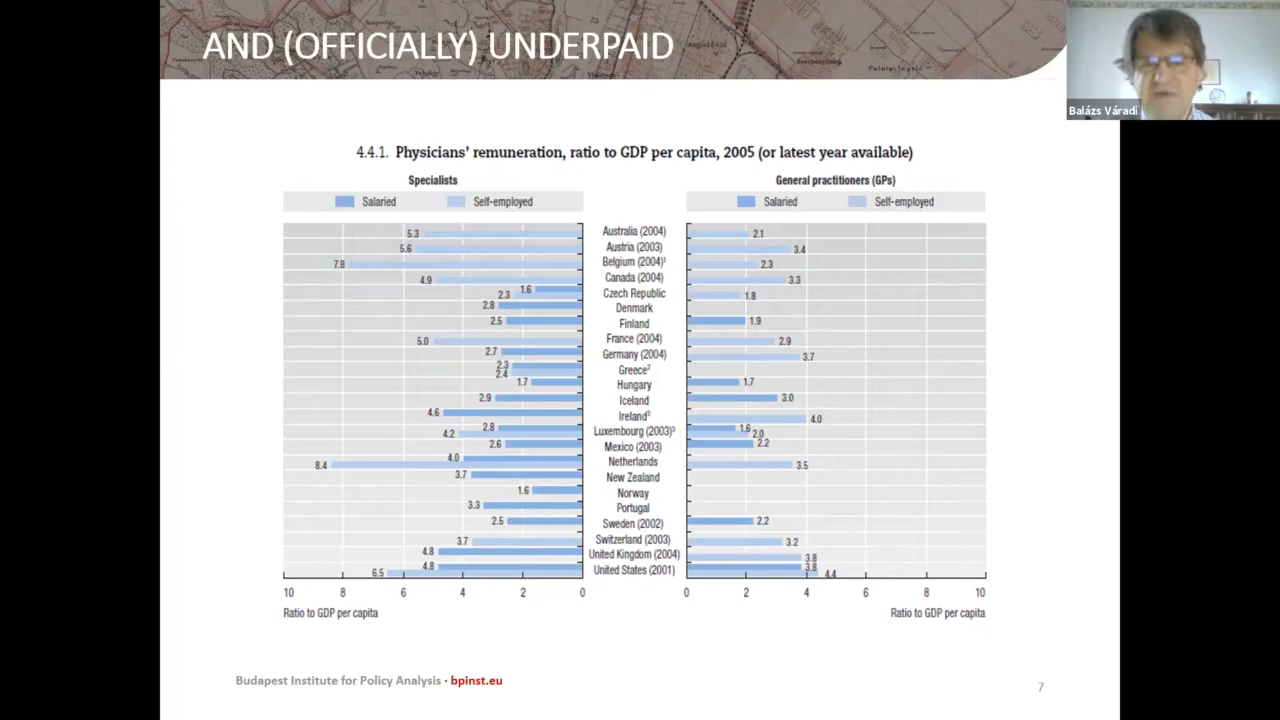 AND (OFFICIALLY) UNDERPAID
Balázs Váradi
4.4.1. Physicians' remuneration, ratio to GDP per capita, 2005 (or latest year available)
Specialists
General practitioners (GPs)
Salaried Self-employed
Salaried Self-employed
5.3 Australia (2004) 2.1
5.6 Austria (2003) 3.4
7.8 Belgium (2004)¹ 2.3
4.9 Canada (2004) 3.3
1.6 2.3 Czech Republic 1.8
2.8 Denmark
2.5 Finland 1.9
5.0 France (2004) 2.9
2.7 Germany (2004) 3.7
2.3 2.4 Greece²
1.7 Hungary 1.7
2.9 Iceland 3.0
4.6 Ireland³ 4.0
2.8 4.2 Luxembourg (2003)³ 1.6 2.0
2.6 Mexico (2003) 2.2
4.0 8.4 Netherlands 3.5
3.7 New Zealand
1.6 Norway
3.3 Portugal
2.5 Sweden (2002) 2.2
3.7 Switzerland (2003) 3.2
4.8 United Kingdom (2004) 3.8
4.8 6.5 United States (2001) 3.8 4.4
10 8 6 4 2 0
0 2 4 6 8 10
Ratio to GDP per capita
Ratio to GDP per capita
Budapest Institute for Policy Analysis · bpinst.eu
7